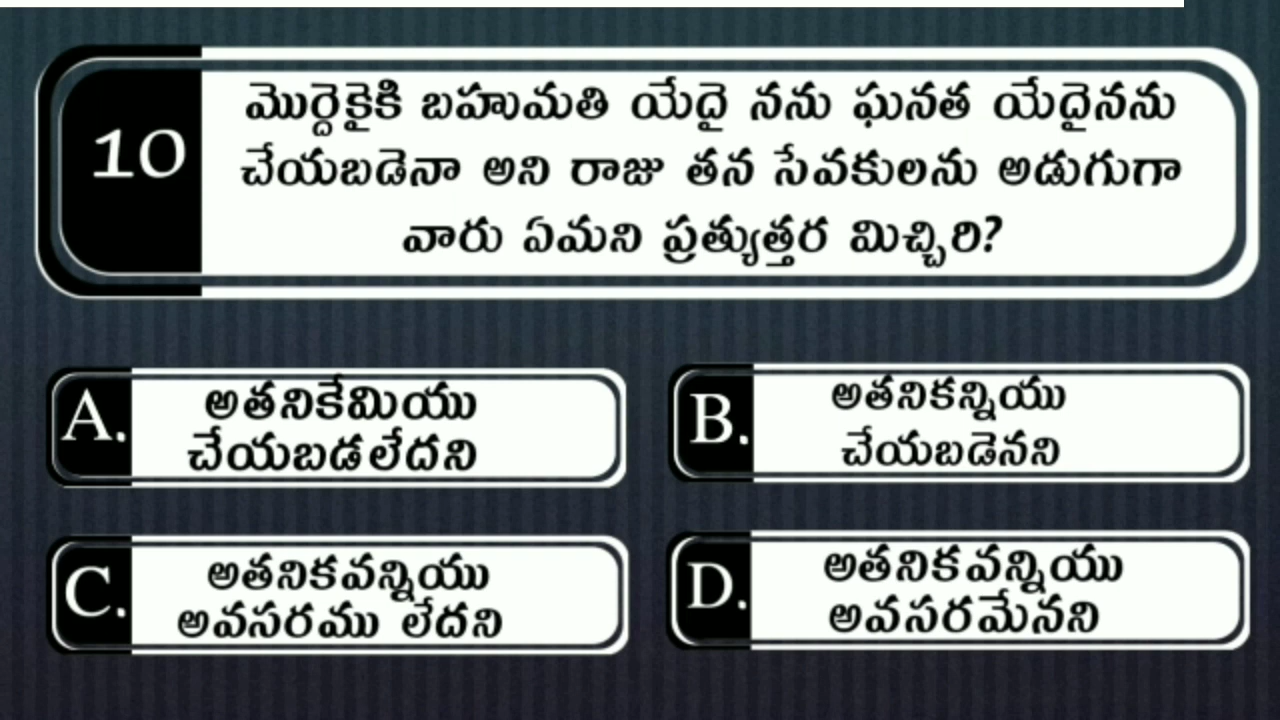 10
మొర్దెకైకి బహుమతి యేదై నను ఘనత యేదైనను
చేయబడెనా అని రాజు తన సేవకులను అడుగుగా
వారు ఏమని ప్రత్యుత్తర మిచ్చిరి?
A. అతనికేమియు
చేయబడలేదని
B. అతనికన్నియు
చేయబడెనని
C. అతనికవన్నియు
అవసరము లేదని
D. అతనికవన్నియు
అవసరమేనని